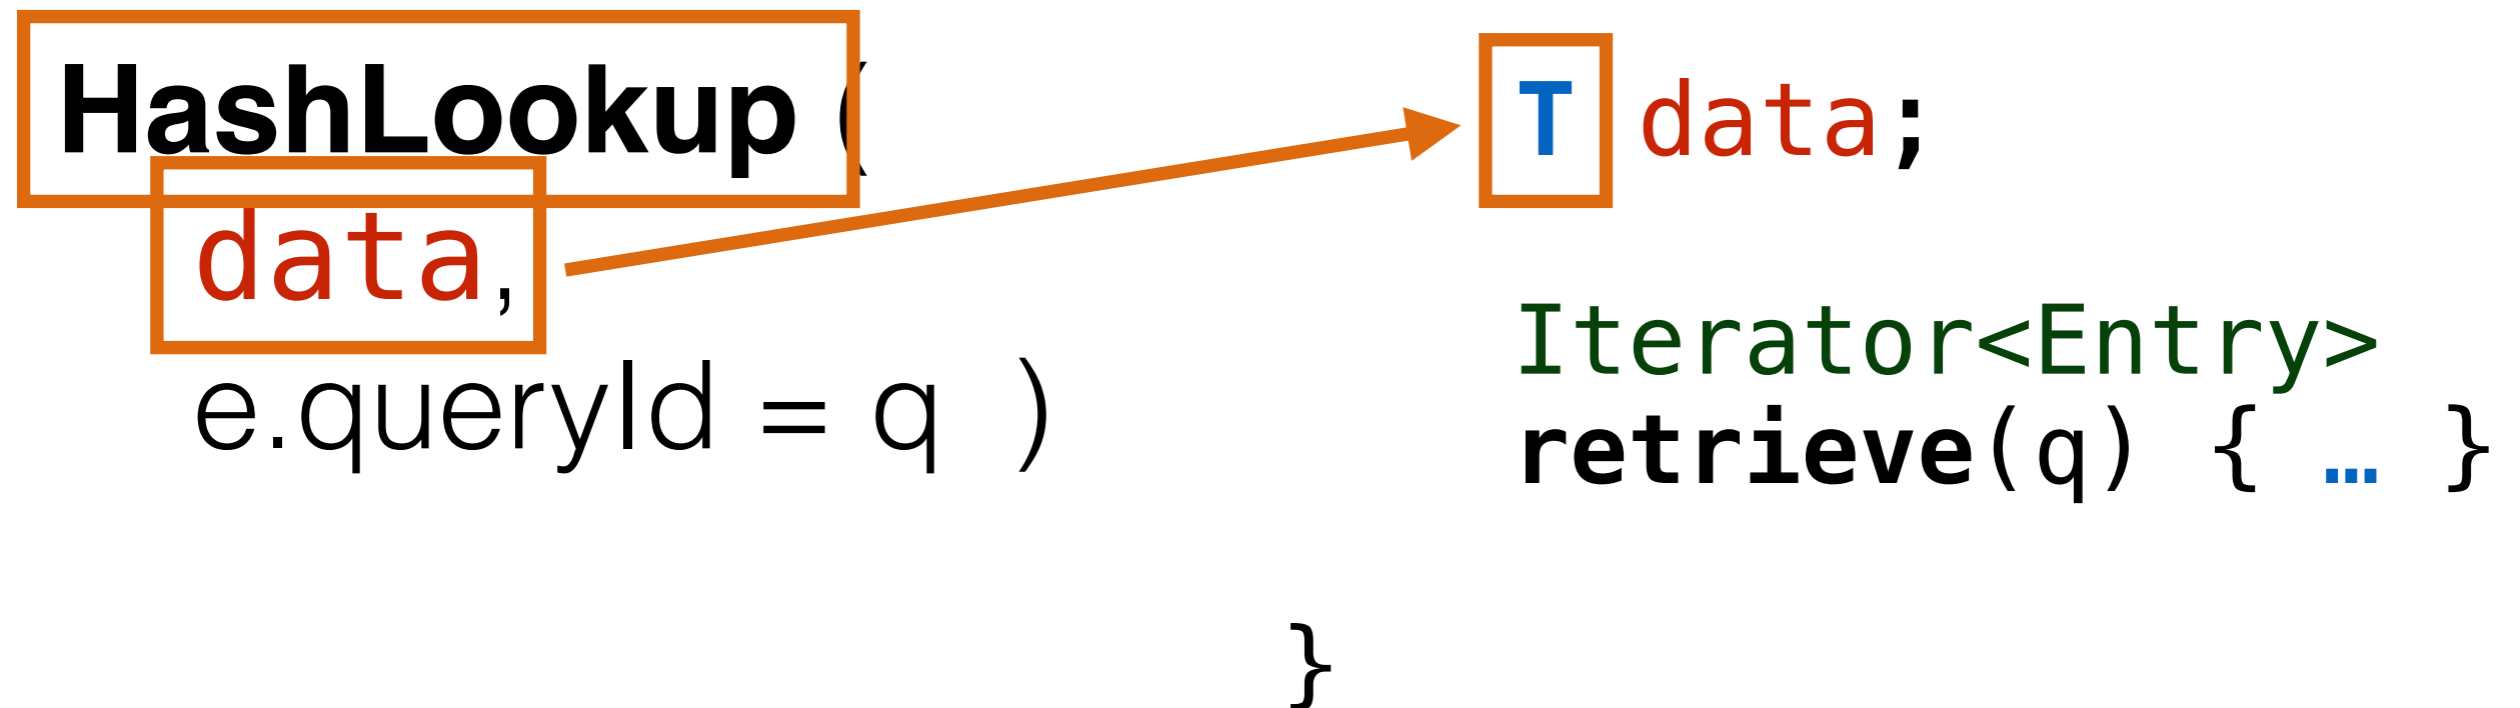 HashLookup (
data,
e.queryId = q )
T data;
Iterator<Entry>
retrieve(q) { … }
}